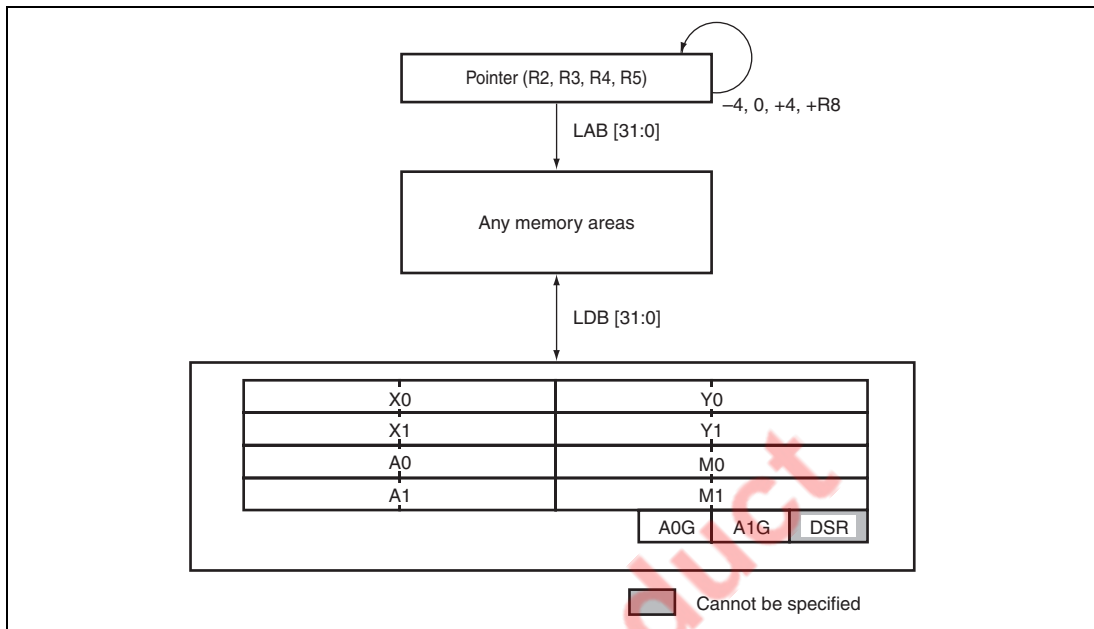 Pointer (R2, R3, R4, R5)
–4, 0, +4, +R8
LAB [31:0]
Any memory areas
LDB [31:0]
X0 Y0
X1 Y1
A0 M0
A1 M1
A0G A1G DSR
Cannot be specified
duct